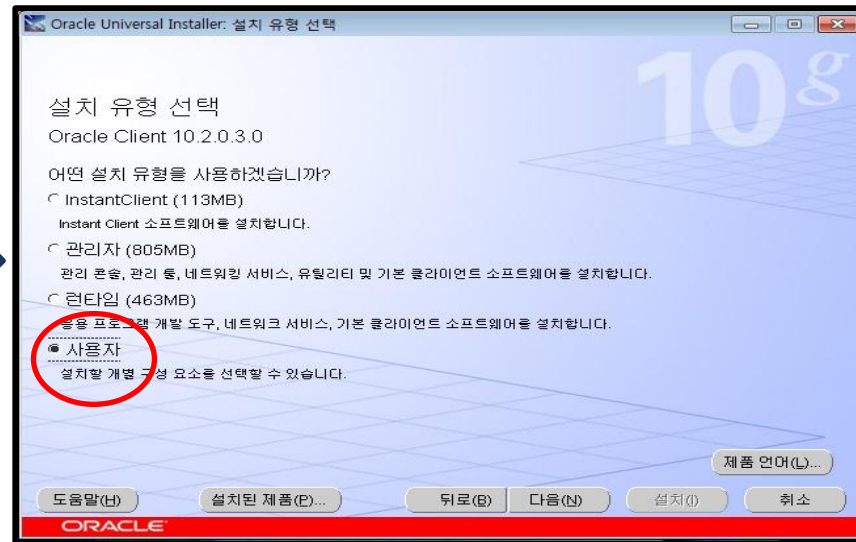 Oracle Universal Installer: 설치 유형 선택
10g
설치 유형 선택
Oracle Client 10.2.0.3.0
어떤 설치 유형을 사용하겠습니까?
InstantClient (113MB)
Instant Client 소프트웨어를 설치합니다.
관리자 (805MB)
관리 콘솔, 관리 툴, 네트워킹 서비스, 유틸리티 및 기본 클라이언트 소프트웨어를 설치합니다.
런타임 (463MB)
응용 프로그램 개발 도구, 네트워크 서비스, 기본 클라이언트 소프트웨어를 설치합니다.
사용자
설치할 개별 구성 요소를 선택할 수 있습니다.
제품 언어(L)...
도움말(H) 설치된 제품(P)... 뒤로(B) 다음(N) 설치(I) 취소
ORACLE